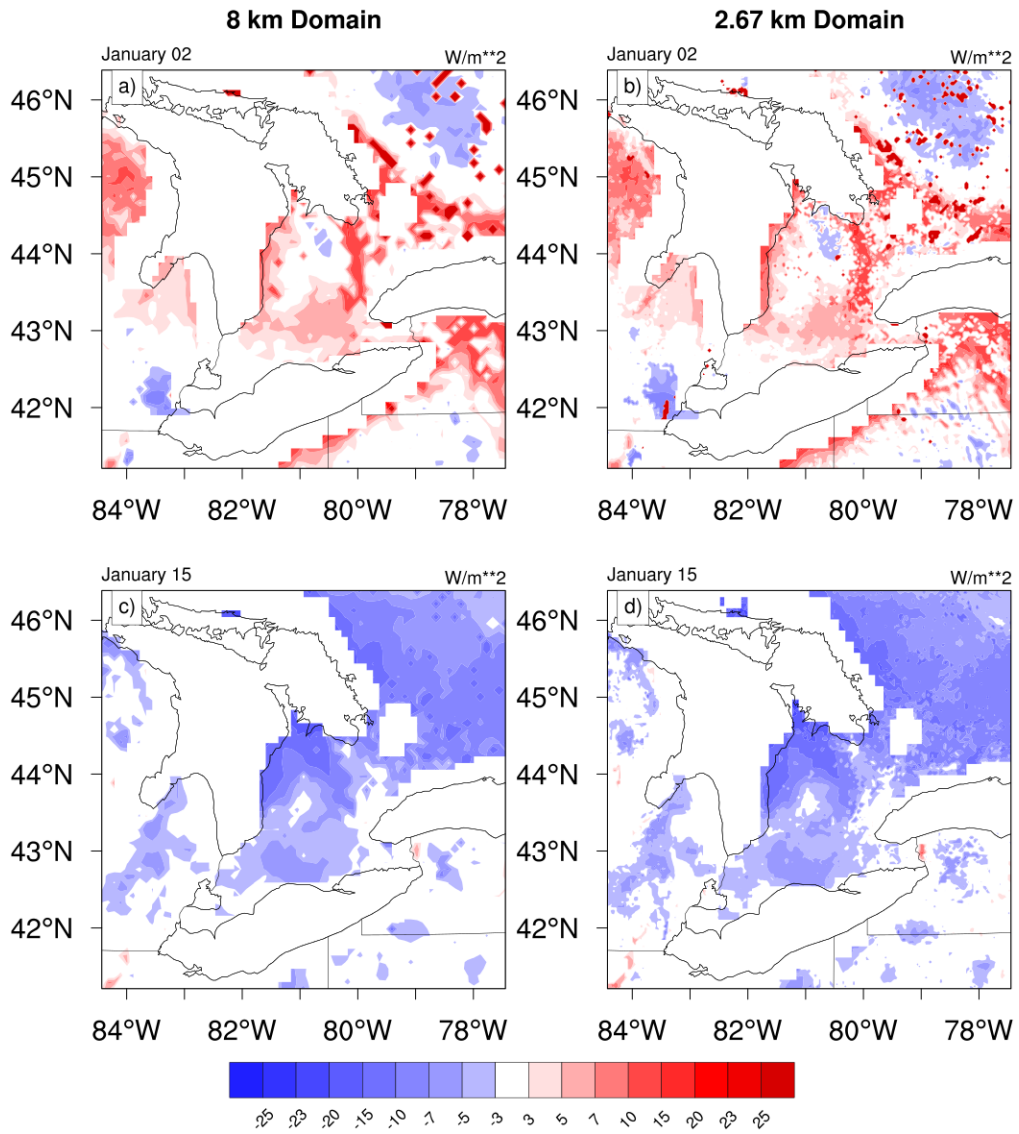 8 km Domain 2.67 km Domain
January 02 W/m**2 January 02 W/m**2
a) b)
46°N 46°N
45°N 45°N
44°N 44°N
43°N 43°N
42°N 42°N
84°W 82°W 80°W 78°W 84°W 82°W 80°W 78°W
January 15 W/m**2 January 15 W/m**2
c) d)
46°N 46°N
45°N 45°N
44°N 44°N
43°N 43°N
42°N 42°N
84°W 82°W 80°W 78°W 84°W 82°W 80°W 78°W
-25 -23 -20 -15 -10 -7 -5 -3 3 5 7 10 15 20 23 25